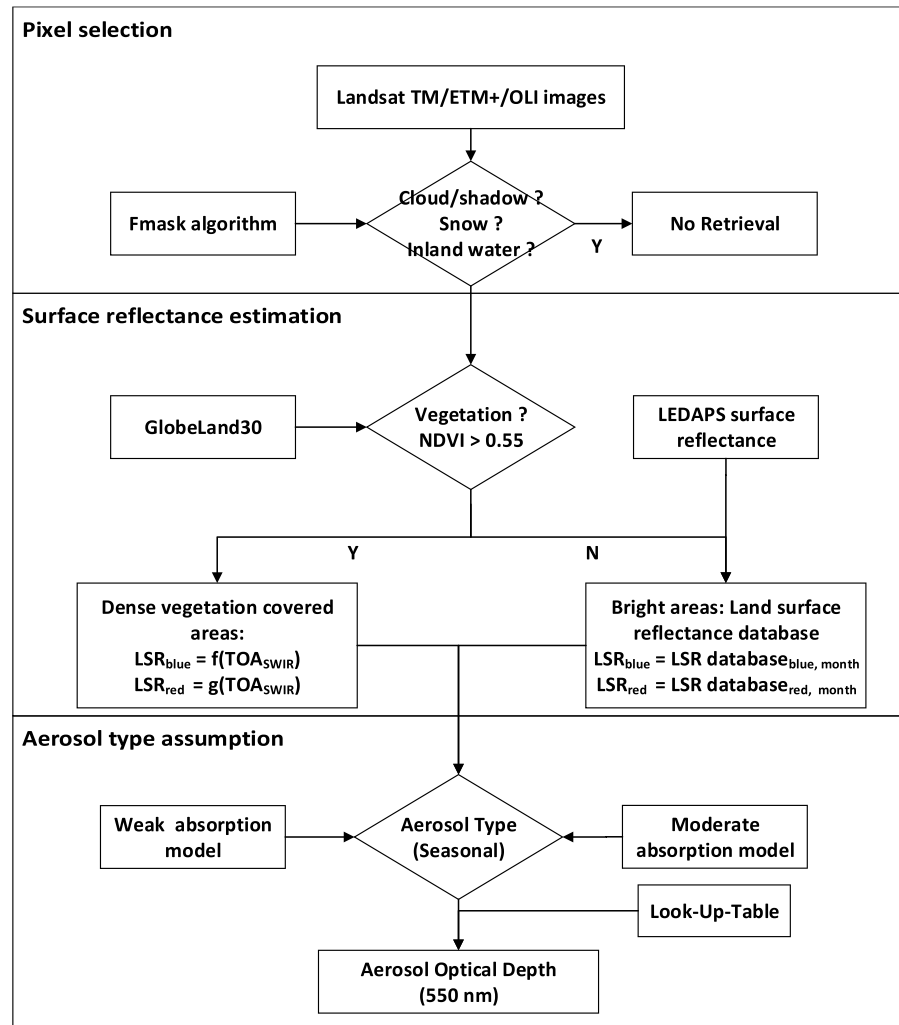 Pixel selection
Landsat TM/ETM+/OLI images
Fmask algorithm
Cloud/shadow ?
Snow ?
Inland water ?
Y
No Retrieval
Surface reflectance estimation
GlobeLand30
Vegetation ?
NDVI > 0.55
LEDAPS surface
reflectance
Y
N
Dense vegetation covered
areas:
LSRblue = f(TOASWIR)
LSRred = g(TOASWIR)
Bright areas: Land surface
reflectance database
LSRblue = LSR databaseblue, month
LSRred = LSR databasered, month
Aerosol type assumption
Weak absorption
model
Aerosol Type
(Seasonal)
Moderate
absorption model
Look-Up-Table
Aerosol Optical Depth
(550 nm)